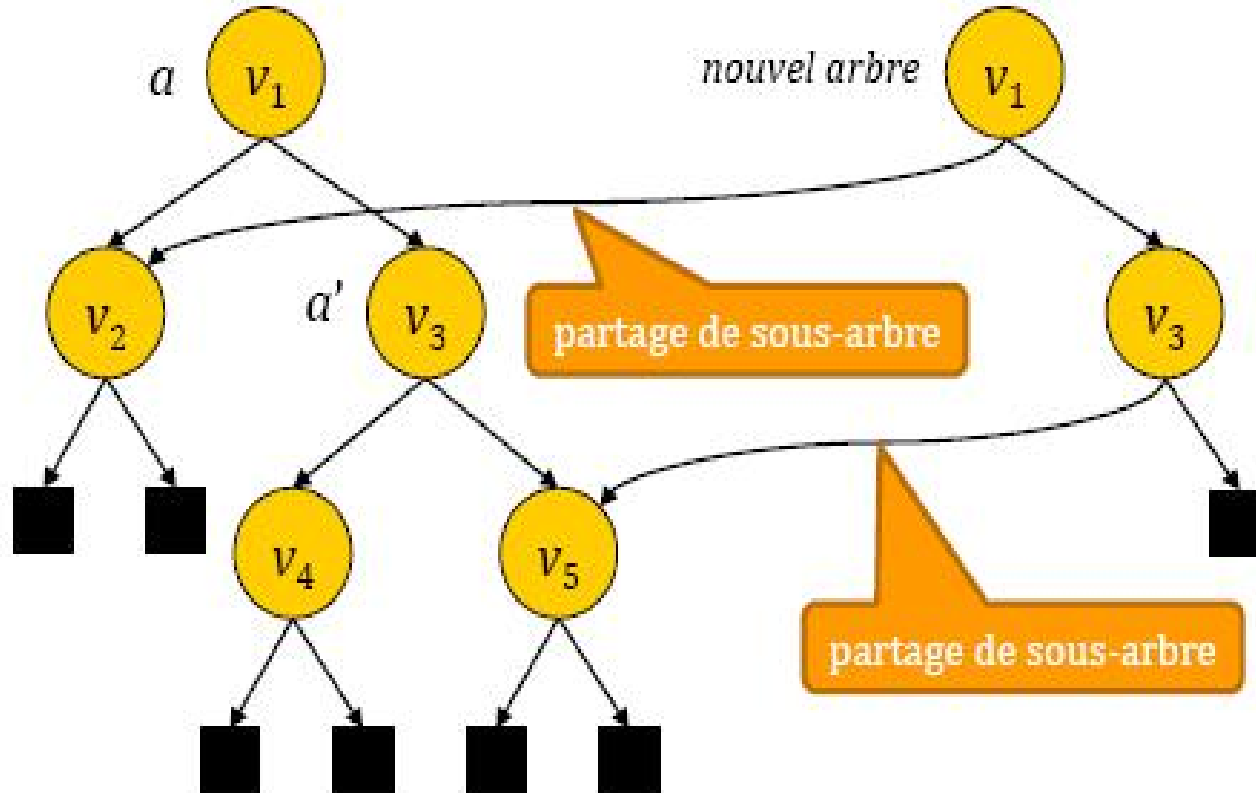 a
v1
nouvel arbre
v1
v2
a'
v3
partage de sous-arbre
v3
v4
v5
partage de sous-arbre